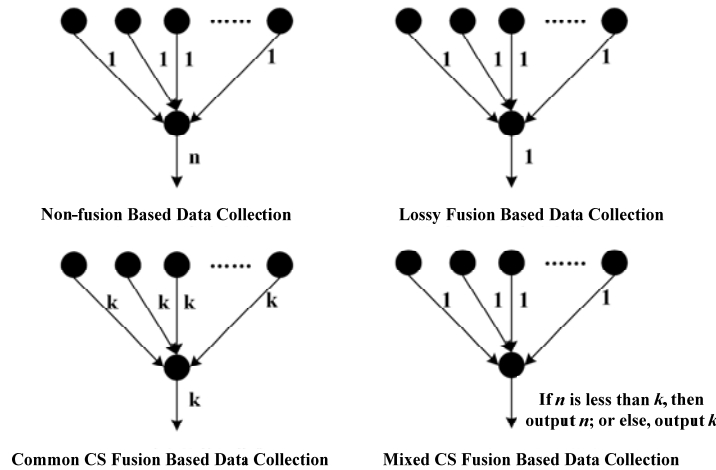 ......
1 1 1 1
n
Non-fusion Based Data Collection
......
1 1 1 1
1
Lossy Fusion Based Data Collection
......
k k k k
k
Common CS Fusion Based Data Collection
......
1 1 1 1
If n is less than k, then
output n; or else, output k
Mixed CS Fusion Based Data Collection